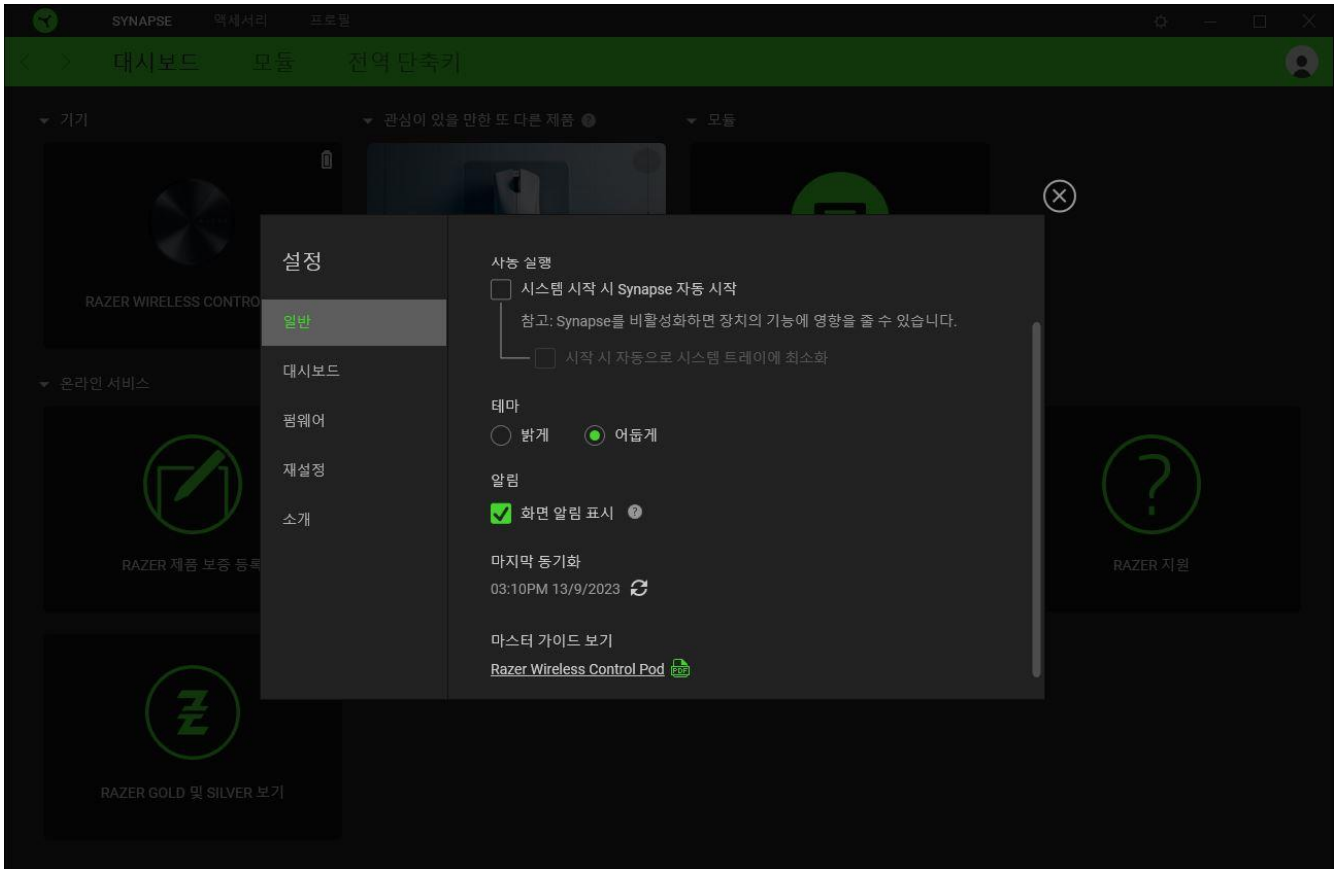 SYNAPSE 액세서리 프로필
대시보드 모듈 전역 단축키
기기
관심이 있을 만한 또 다른 제품
모듈
RAZER WIRELESS CONTRO
온라인 서비스
RAZER 제품 보증 등록
RAZER 지원
RAZER GOLD 및 SILVER 보기
설정
일반
대시보드
펌웨어
재설정
소개
자동 실행
시스템 시작 시 Synapse 자동 시작
참고: Synapse를 비활성화하면 장치의 기능에 영향을 줄 수 있습니다.
시작 시 자동으로 시스템 트레이에 최소화
테마
밝게 어둡게
알림
화면 알림 표시
마지막 동기화
03:10PM 13/9/2023
마스터 가이드 보기
Razer Wireless Control Pod PDF